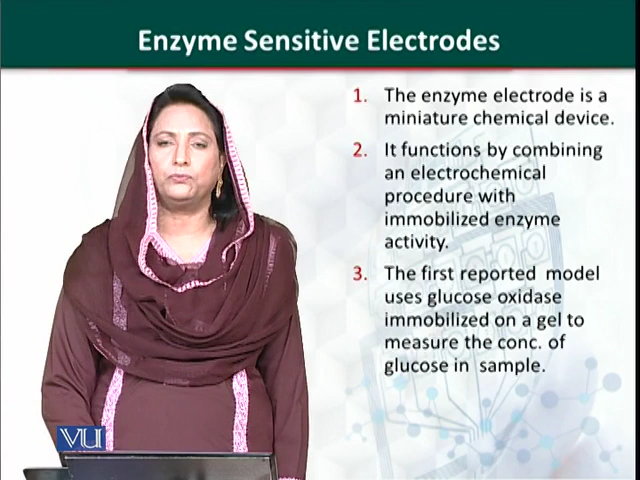 Enzyme Sensitive Electrodes
1. The enzyme electrode is a
miniature chemical device.
2. It functions by combining
an electrochemical
procedure with
immobilized enzyme
activity.
3. The first reported model
uses glucose oxidase
immobilized on a gel to
measure the conc. of
glucose in sample.
VU